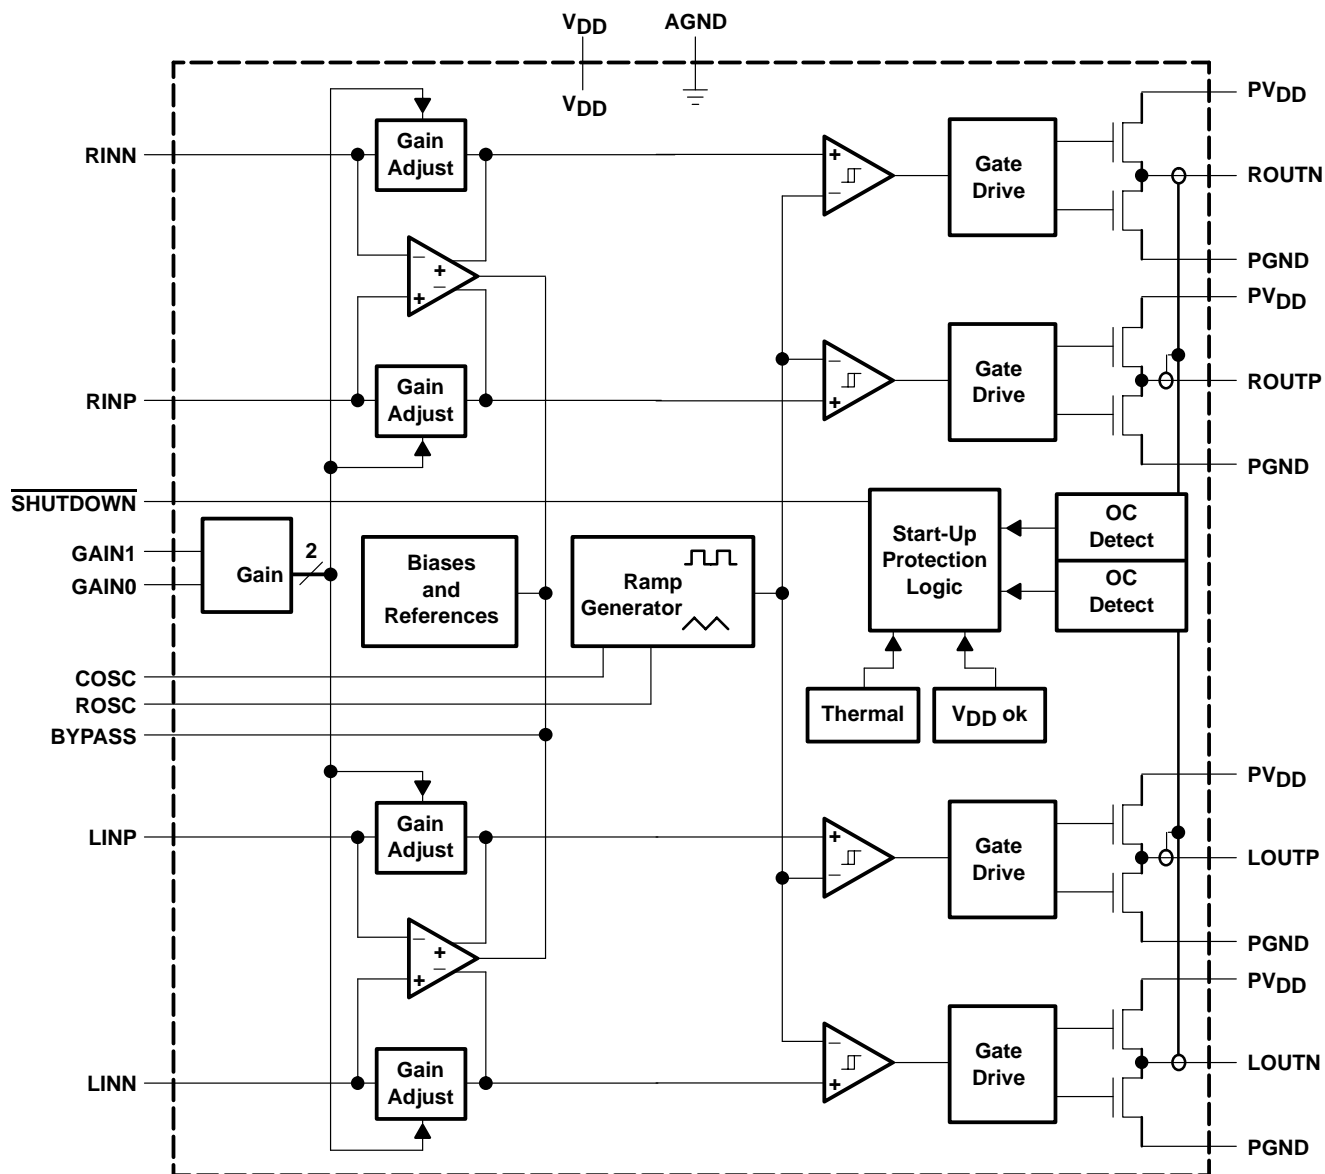 VDD AGND
VDD
PVDD
Gain
Adjust
RINN
+
−
Gate
Drive
ROUTN
−
+
−
+
PGND
PVDD
Gain
Adjust
RINP
−
+
Gate
Drive
ROUTP
PGND
SHUTDOWN
GAIN1
GAIN0
Gain
2
Biases
and
References
Ramp
Generator
Start-Up
Protection
Logic
OC
Detect
OC
Detect
COSC
ROSC
BYPASS
Thermal
VDD ok
PVDD
Gain
Adjust
LINP
+
−
Gate
Drive
LOUTP
−
+
−
+
PGND
PVDD
Gain
Adjust
LINN
−
+
Gate
Drive
LOUTN
PGND